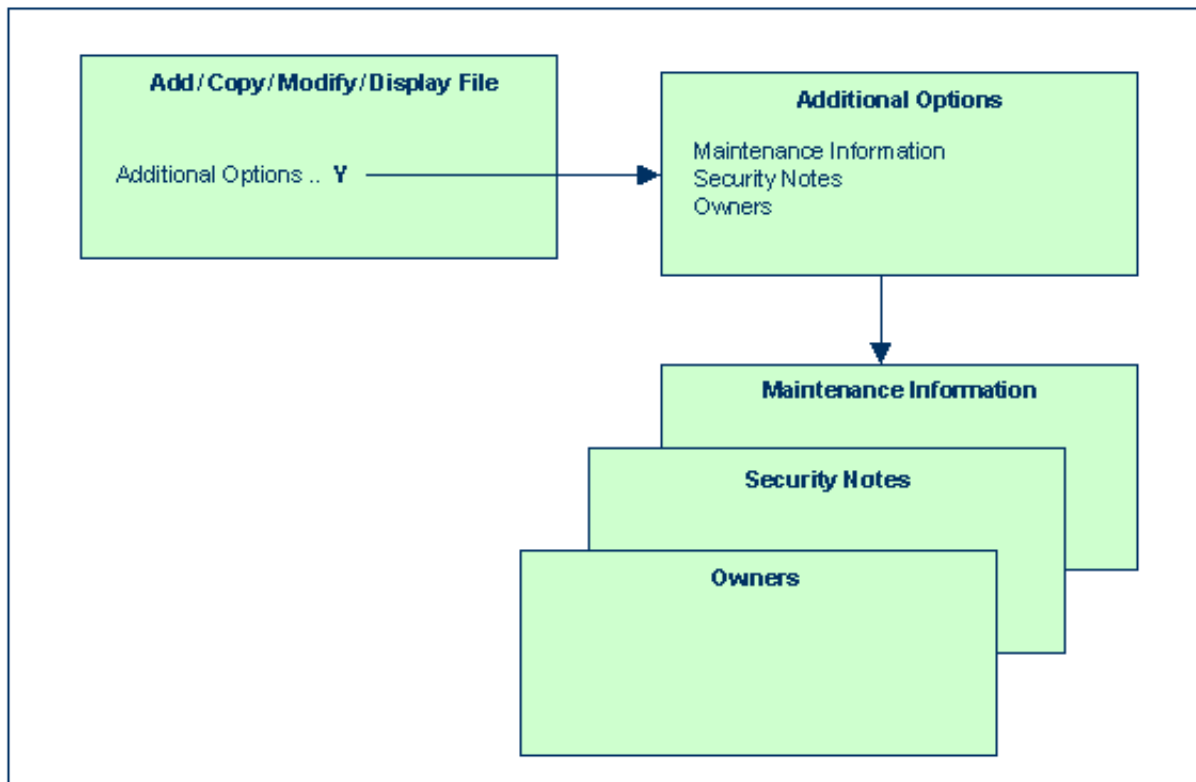 Add/Copy/Modify/Display File
Additional Options .. Y
Additional Options
Maintenance Information
Security Notes
Owners
Maintenance Information
Security Notes
Owners